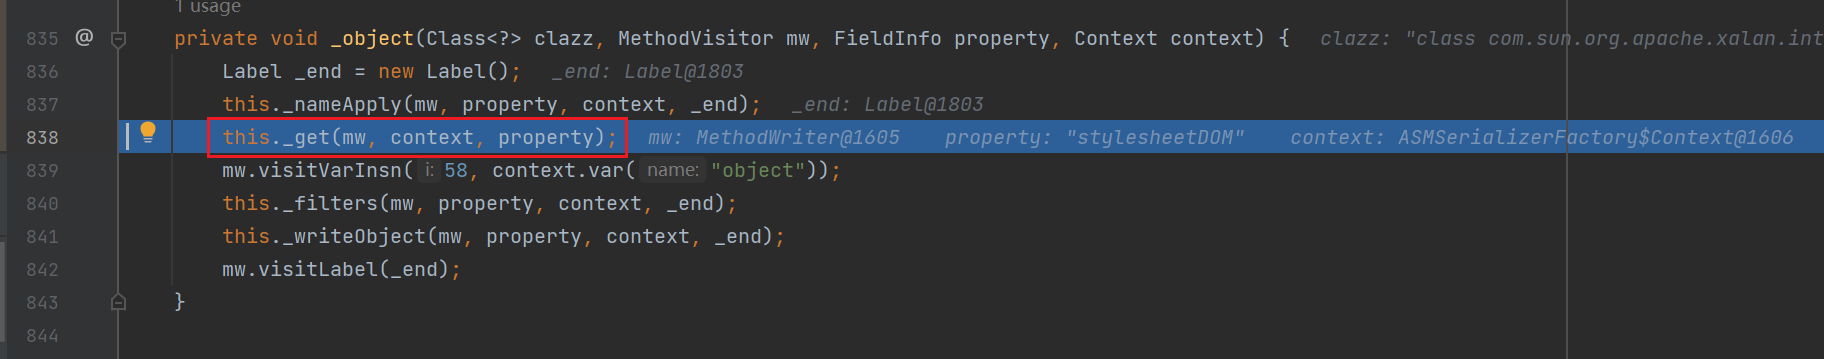 1 usage
835 @ private void _object(Class<?> clazz, MethodVisitor mw, FieldInfo property, Context context) { clazz: "class com.sun.org.apache.xalan.int
836 Label _end = new Label(); _end: Label@1803
837 this._nameApply(mw, property, context, _end); _end: Label@1803
838 this._get(mw, context, property); mw: MethodWriter@1605 property: "stylesheetDOM" context: ASMSerializerFactory$Context@1606
839 mw.visitVarInsn( i: 58, context.var( name: "object"));
840 this._filters(mw, property, context, _end);
841 this._writeObject(mw, property, context, _end);
842 mw.visitLabel(_end);
843 }
844